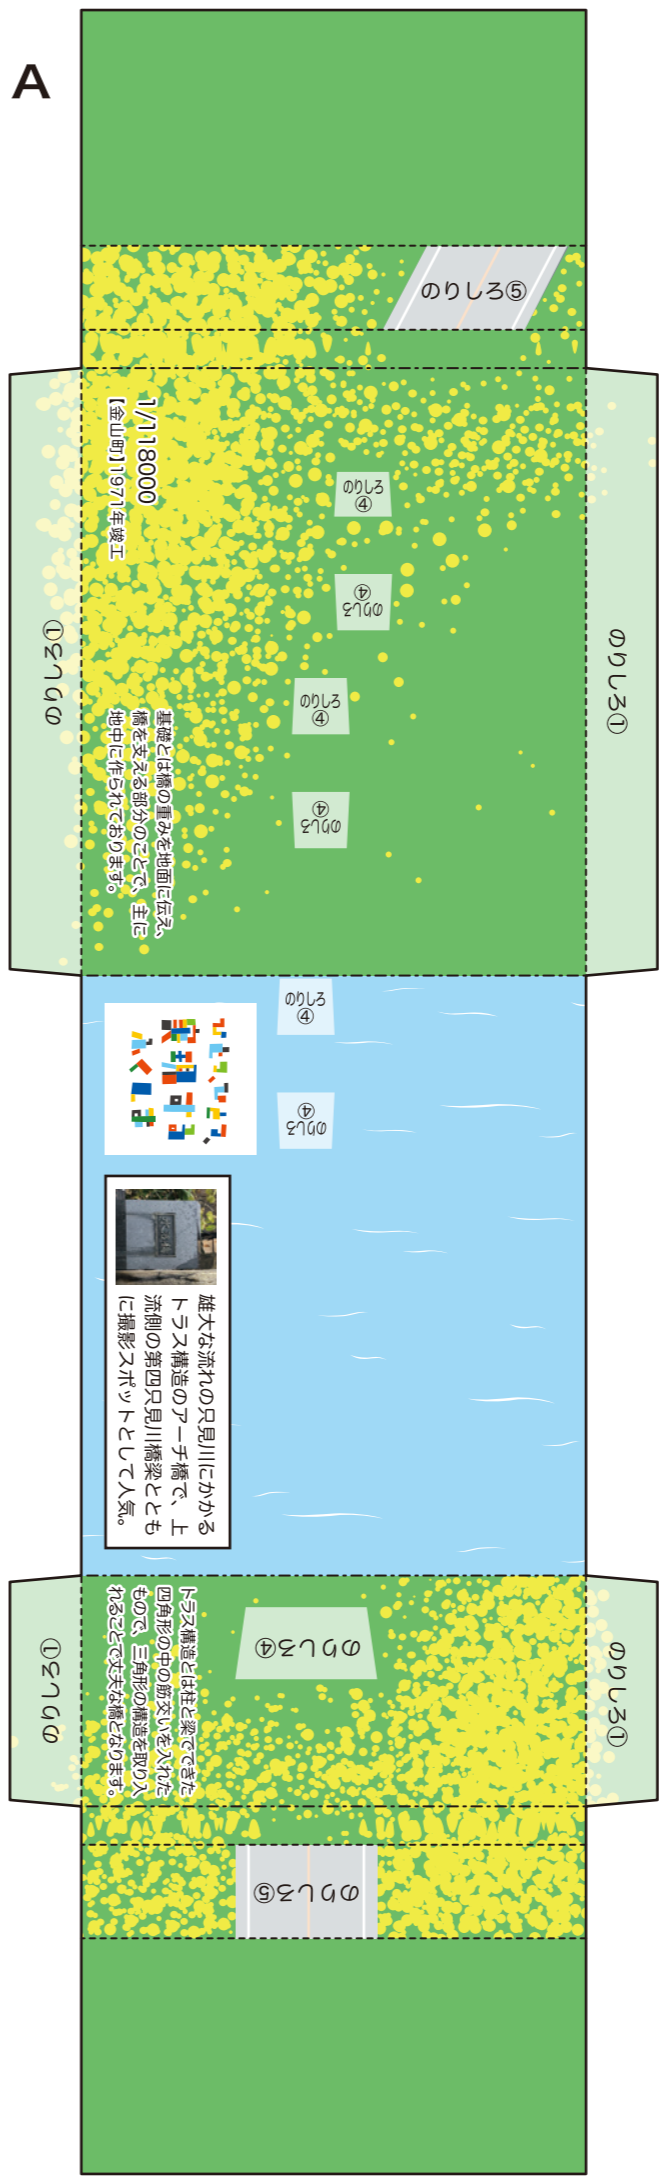 A
のりしろ⑤
1/118000
【金山町】1971年竣工
のりしろ
④
のりしろ
④
のりしろ
④
のりしろ
④
のりしろ①
のりしろ①
基礎とは橋の重みを地面に伝え、
橋を支える部分のことで、主に
地中に作られております。
のりしろ
④
のりしろ
④
雄大な流れの只見川にかかる
トラス構造のアーチ橋で、上
流側の第四只見川橋梁ととも
に撮影スポットとして人気。
トラス構造とは柱と梁でできた
四角形の中の筋交いを入れた
もので、三角形の構造を取り入
れることで丈夫な橋となります。
のりしろ④
のりしろ①
のりしろ①
のりしろ⑤